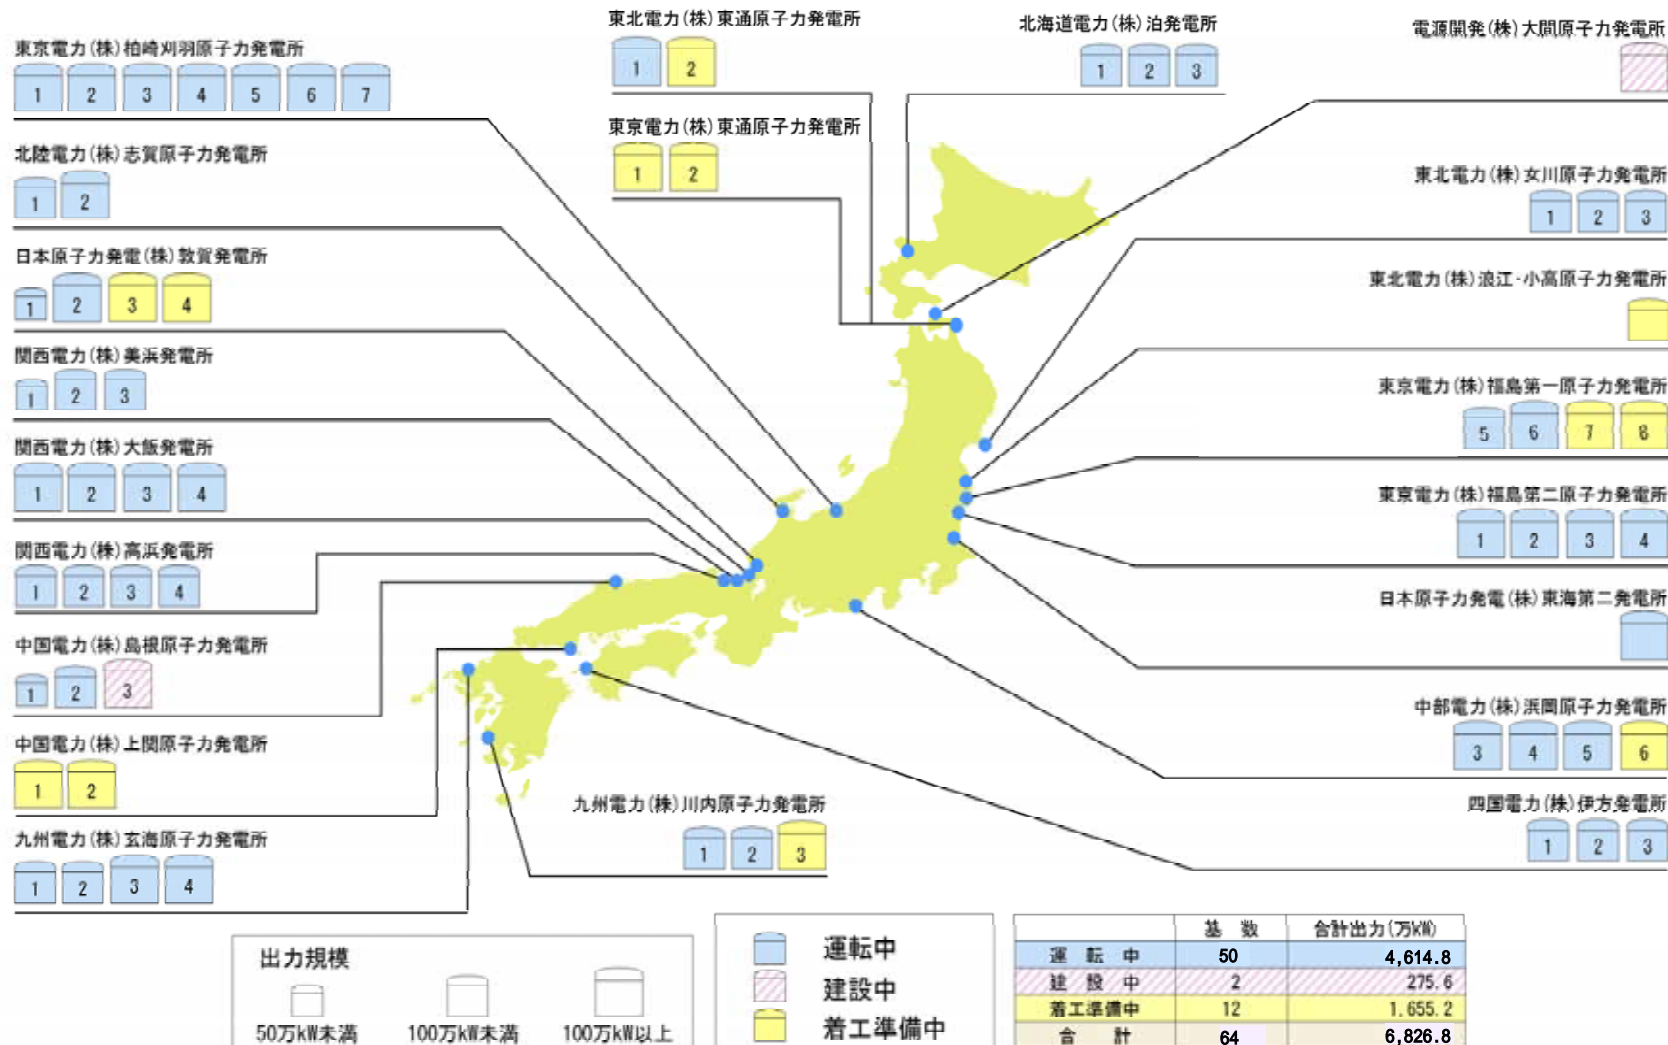 東京電力(株)柏崎刈羽原子力発電所
1 2 3 4 5 6 7
北陸電力(株)志賀原子力発電所
1 2
日本原子力発電(株)敦賀発電所
1 2 3 4
関西電力(株)美浜発電所
1 2 3
関西電力(株)大飯発電所
1 2 3 4
関西電力(株)高浜発電所
1 2 3 4
中国電力(株)島根原子力発電所
1 2 3
中国電力(株)上関原子力発電所
1 2
九州電力(株)玄海原子力発電所
1 2 3 4
東北電力(株)東通原子力発電所
1 2
東京電力(株)東通原子力発電所
1 2
北海道電力(株)泊発電所
1 2 3
電源開発(株)大間原子力発電所
東北電力(株)女川原子力発電所
1 2 3
東北電力(株)浪江・小高原子力発電所
東京電力(株)福島第一原子力発電所
5 6 7 8
東京電力(株)福島第二原子力発電所
1 2 3 4
日本原子力発電(株)東海第二発電所
中部電力(株)浜岡原子力発電所
3 4 5 6
四国電力(株)伊方発電所
1 2 3
九州電力(株)川内原子力発電所
1 2 3
出力規模
50万kW未満 100万kW未満 100万kW以上
運転中
建設中
着工準備中
基 数 合計出力(万kW)
運 転 中 50 4,614.8
建 設 中 2 275.6
着工準備中 12 1,655.2
合 計 64 6,826.8